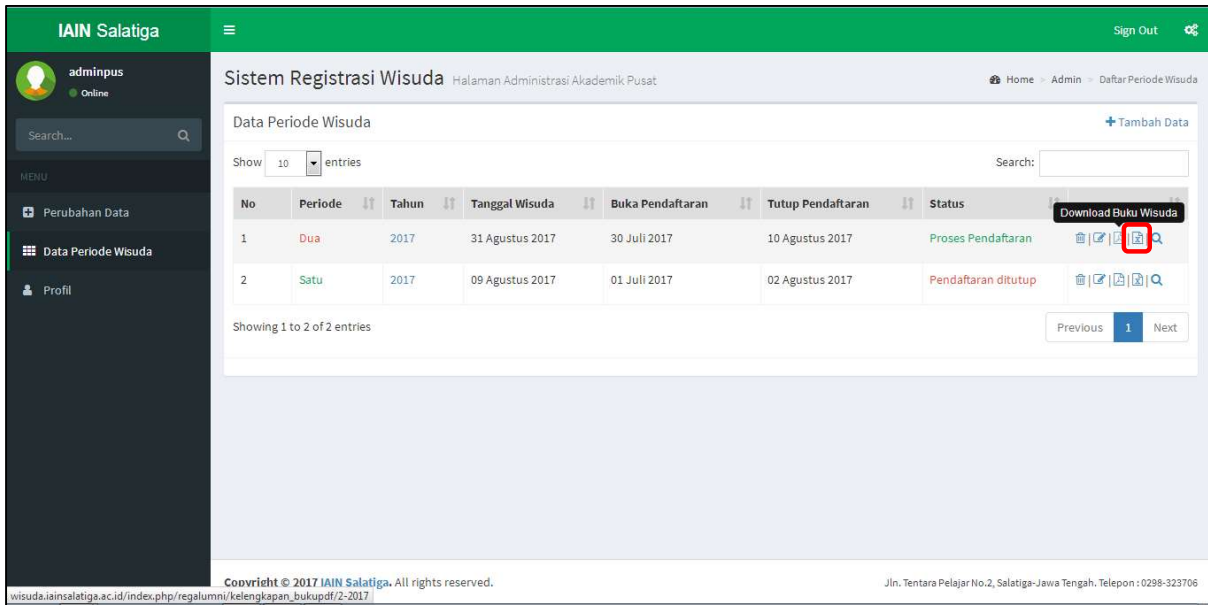 IAIN Salatiga
Sign Out
adminpus
Online
Sistem Registrasi Wisuda Halaman Administrasi Akademik Pusat
Home > Admin > Daftar Periode Wisuda
Search...
Data Periode Wisuda
Tambah Data
Show 10 entries
Search:
MENU
No Periode Tahun Tanggal Wisuda Buka Pendaftaran Tutup Pendaftaran Status
Download Buku Wisuda
Perubahan Data
1 Dua 2017 31 Agustus 2017 30 Juli 2017 10 Agustus 2017 Proses Pendaftaran | | | |
Data Periode Wisuda
2 Satu 2017 09 Agustus 2017 01 Juli 2017 02 Agustus 2017 Pendaftaran ditutup | | | |
Profil
Showing 1 to 2 of 2 entries
Previous 1 Next
Copyright © 2017 IAIN Salatiga. All rights reserved.
Jln. Tentara Pelajar No.2, Salatiga-Jawa Tengah. Telepon : 0298-323706
wisuda.iainsalatiga.ac.id/index.php/regalumni/kelengkapan_bukupdf/2-2017